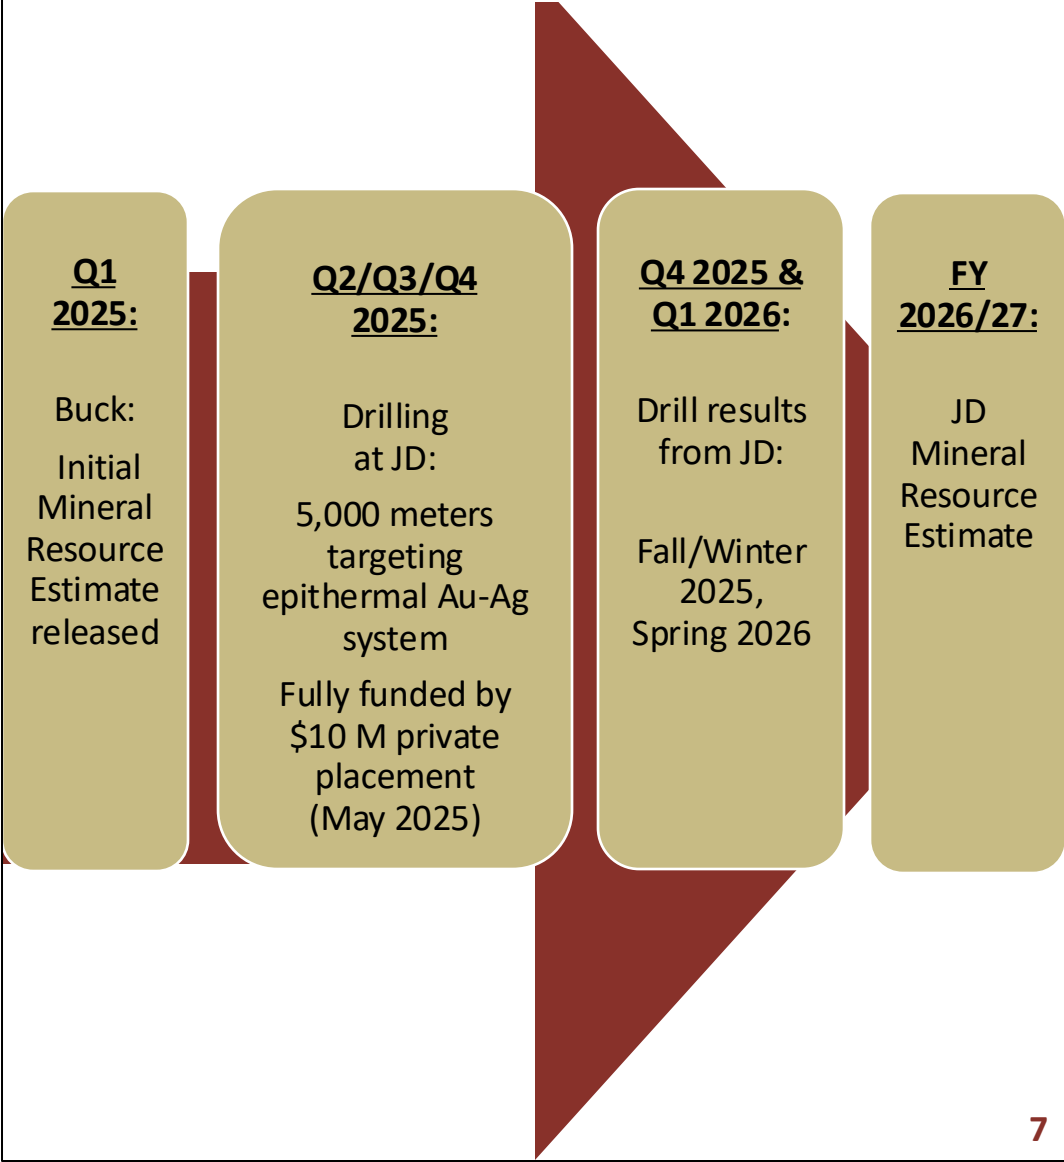 Q1
2025:
Buck:
Initial
Mineral
Resource
Estimate
released
Q2/Q3/Q4
2025:
Drilling
at JD:
5,000 meters
targeting
epithermal Au-Ag
system
Fully funded by
$10 M private
placement
(May 2025)
Q4 2025 &
Q1 2026:
Drill results
from JD:
Fall/Winter
2025,
Spring 2026
FY
2026/27:
JD
Mineral
Resource
Estimate
7